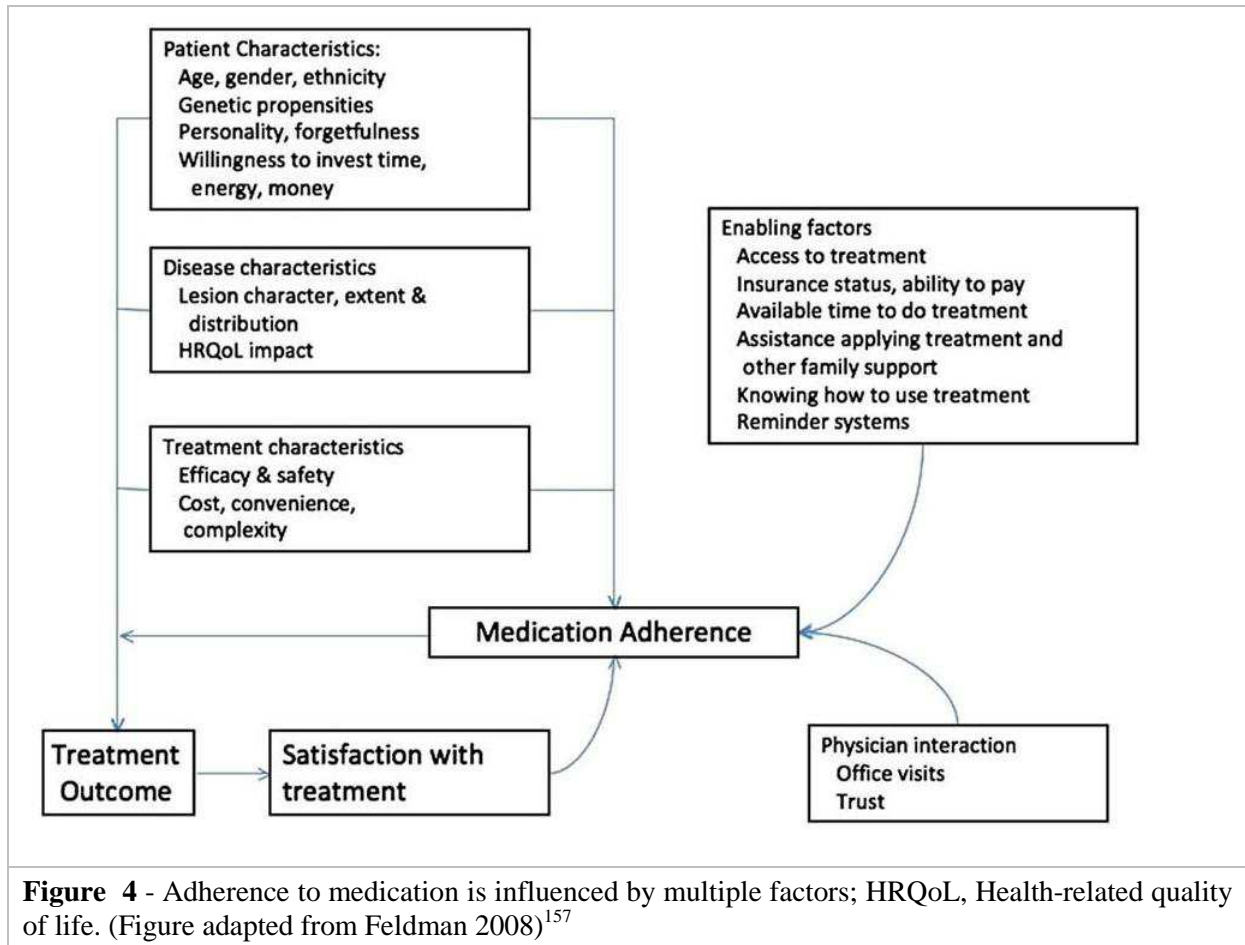 Patient Characteristics:
Age, gender, ethnicity
Genetic propensities
Personality, forgetfulness
Willingness to invest time,
energy, money
Disease characteristics
Lesion character, extent &
distribution
HRQoL impact
Treatment characteristics
Efficacy & safety
Cost, convenience,
complexity
Enabling factors
Access to treatment
Insurance status, ability to pay
Available time to do treatment
Assistance applying treatment and
other family support
Knowing how to use treatment
Reminder systems
Medication Adherence
Treatment
Outcome
Satisfaction with
treatment
Physician interaction
Office visits
Trust
Figure 4 - Adherence to medication is influenced by multiple factors; HRQoL, Health-related quality
of life. (Figure adapted from Feldman 2008)157